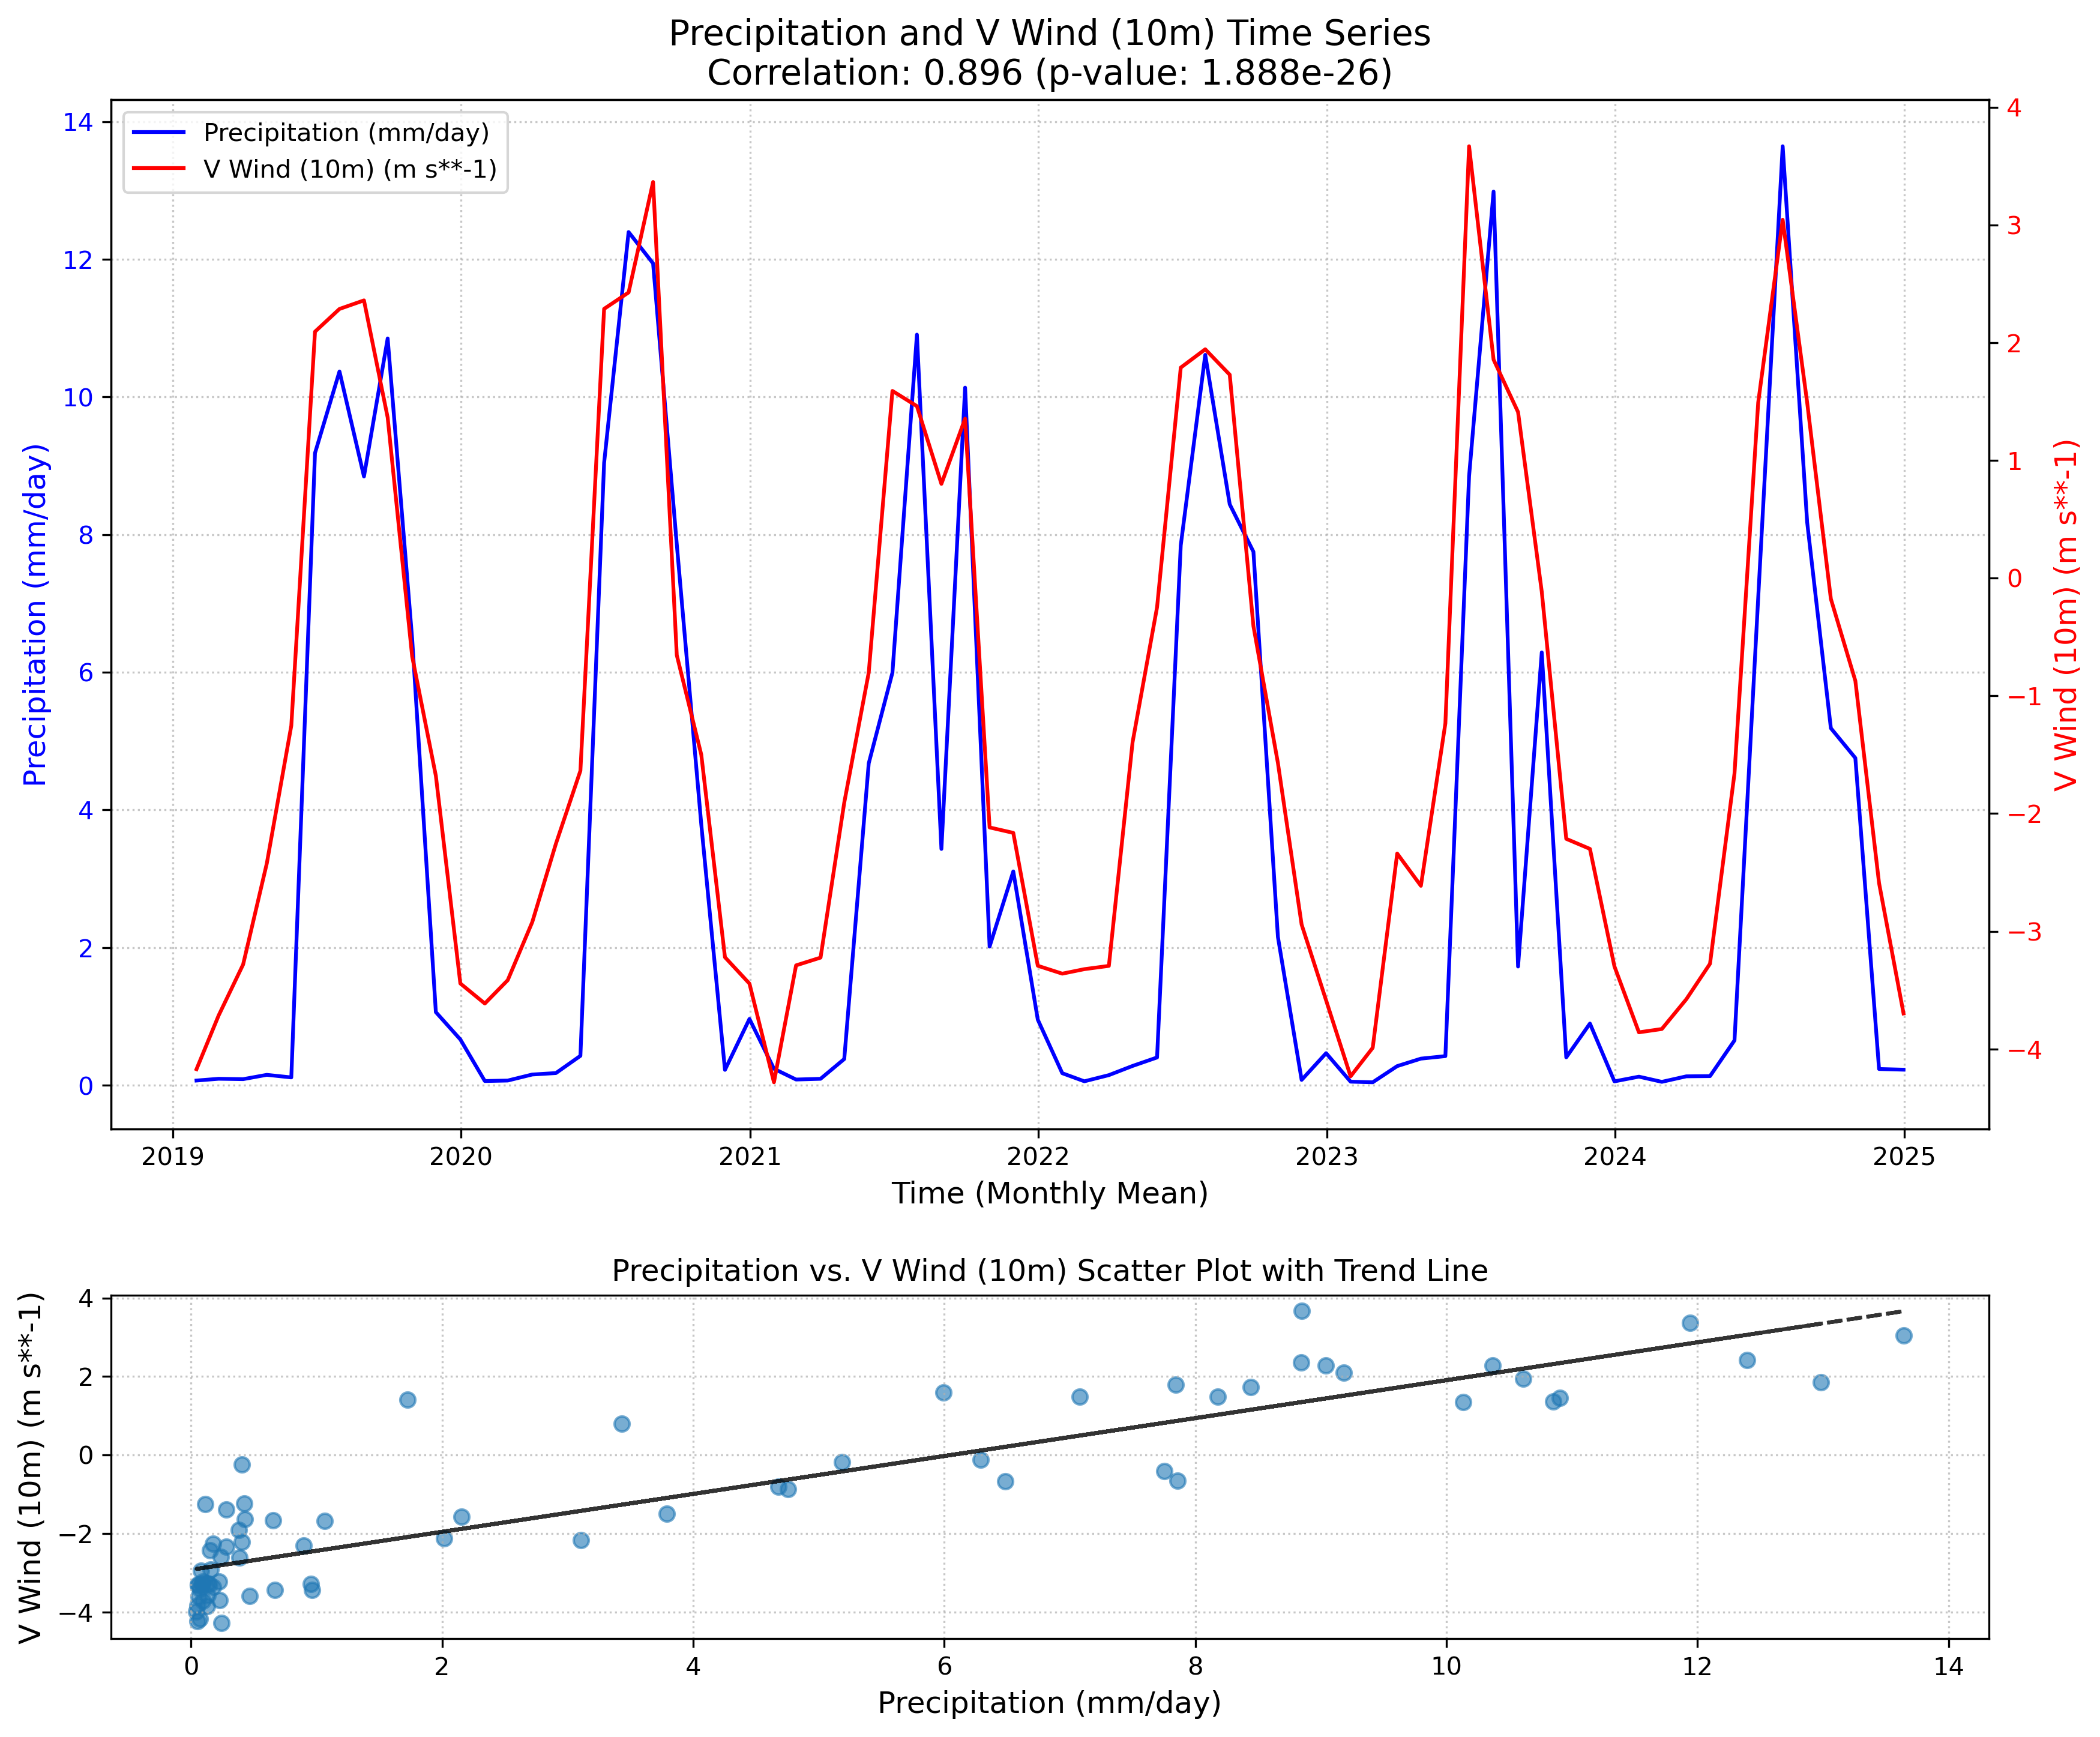 Precipitation and V Wind (10m) Time Series
Correlation: 0.896 (p-value: 1.888e-26)
Precipitation (mm/day)
V Wind (10m) (m s**-1)
Precipitation (mm/day)
14
12
10
8
6
4
2
0
4
3
2
1
0
−1
−2
−3
−4
V Wind (10m) (m s**-1)
2019 2020 2021 2022 2023 2024 2025
Time (Monthly Mean)
Precipitation vs. V Wind (10m) Scatter Plot with Trend Line
V Wind (10m) (m s**-1)
4
2
0
−2
−4
0 2 4 6 8 10 12 14
Precipitation (mm/day)